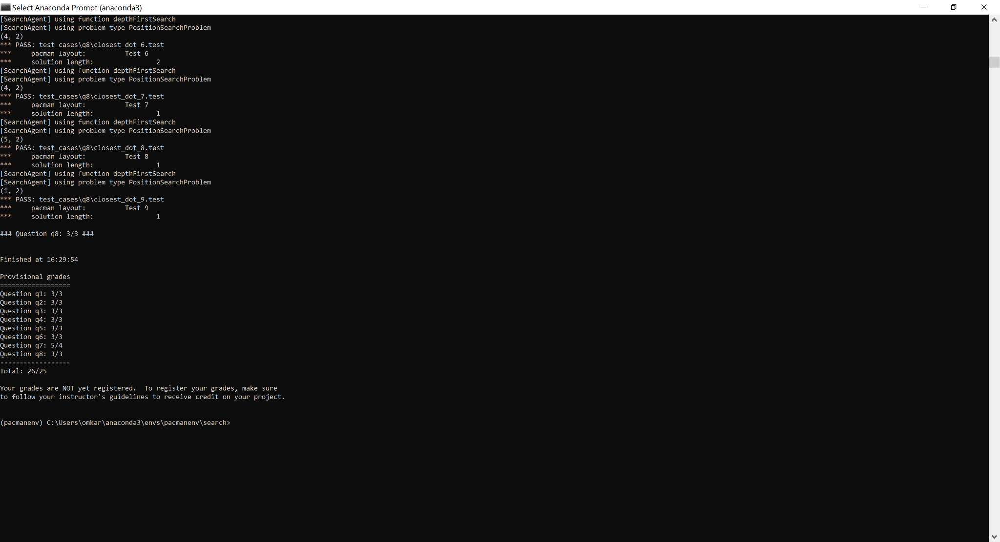 Select Anaconda Prompt (anaconda3)
[SearchAgent] using function depthFirstSearch
[SearchAgent] using problem type PositionSearchProblem
(4, 2)
*** PASS: test_cases\q8\closest_dot_6.test
***     pacman layout:          Test 6
***     solution length:                2
[SearchAgent] using function depthFirstSearch
[SearchAgent] using problem type PositionSearchProblem
(4, 2)
*** PASS: test_cases\q8\closest_dot_7.test
***     pacman layout:          Test 7
***     solution length:                1
[SearchAgent] using function depthFirstSearch
[SearchAgent] using problem type PositionSearchProblem
(5, 2)
*** PASS: test_cases\q8\closest_dot_8.test
***     pacman layout:          Test 8
***     solution length:                1
[SearchAgent] using function depthFirstSearch
[SearchAgent] using problem type PositionSearchProblem
(1, 2)
*** PASS: test_cases\q8\closest_dot_9.test
***     pacman layout:          Test 9
***     solution length:                1
### Question q8: 3/3 ###
Finished at 16:29:54
Provisional grades
==================
Question q1: 3/3
Question q2: 3/3
Question q3: 3/3
Question q4: 3/3
Question q5: 3/3
Question q6: 3/3
Question q7: 5/4
Question q8: 3/3
------------------
Total: 26/25
Your grades are NOT yet registered.  To register your grades, make sure
to follow your instructor's guidelines to receive credit on your project.
(pacmanenv) C:\Users\omkar\anaconda3\envs\pacmanenv\search>